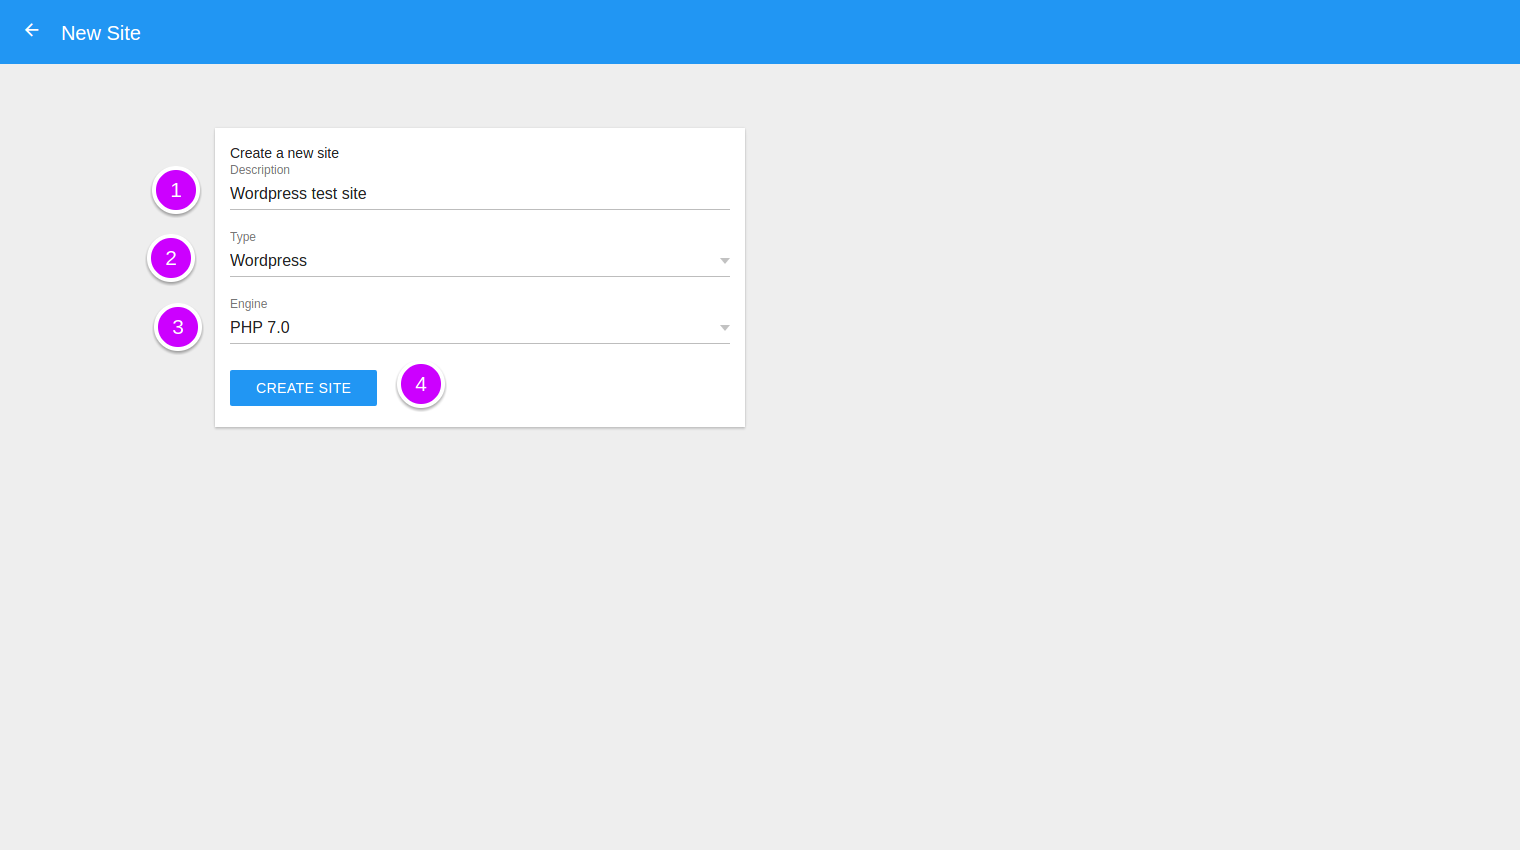 New Site
Create a new site
Description
1
Wordpress test site
Type
2
Wordpress
Engine
3
PHP 7.0
CREATE SITE
4